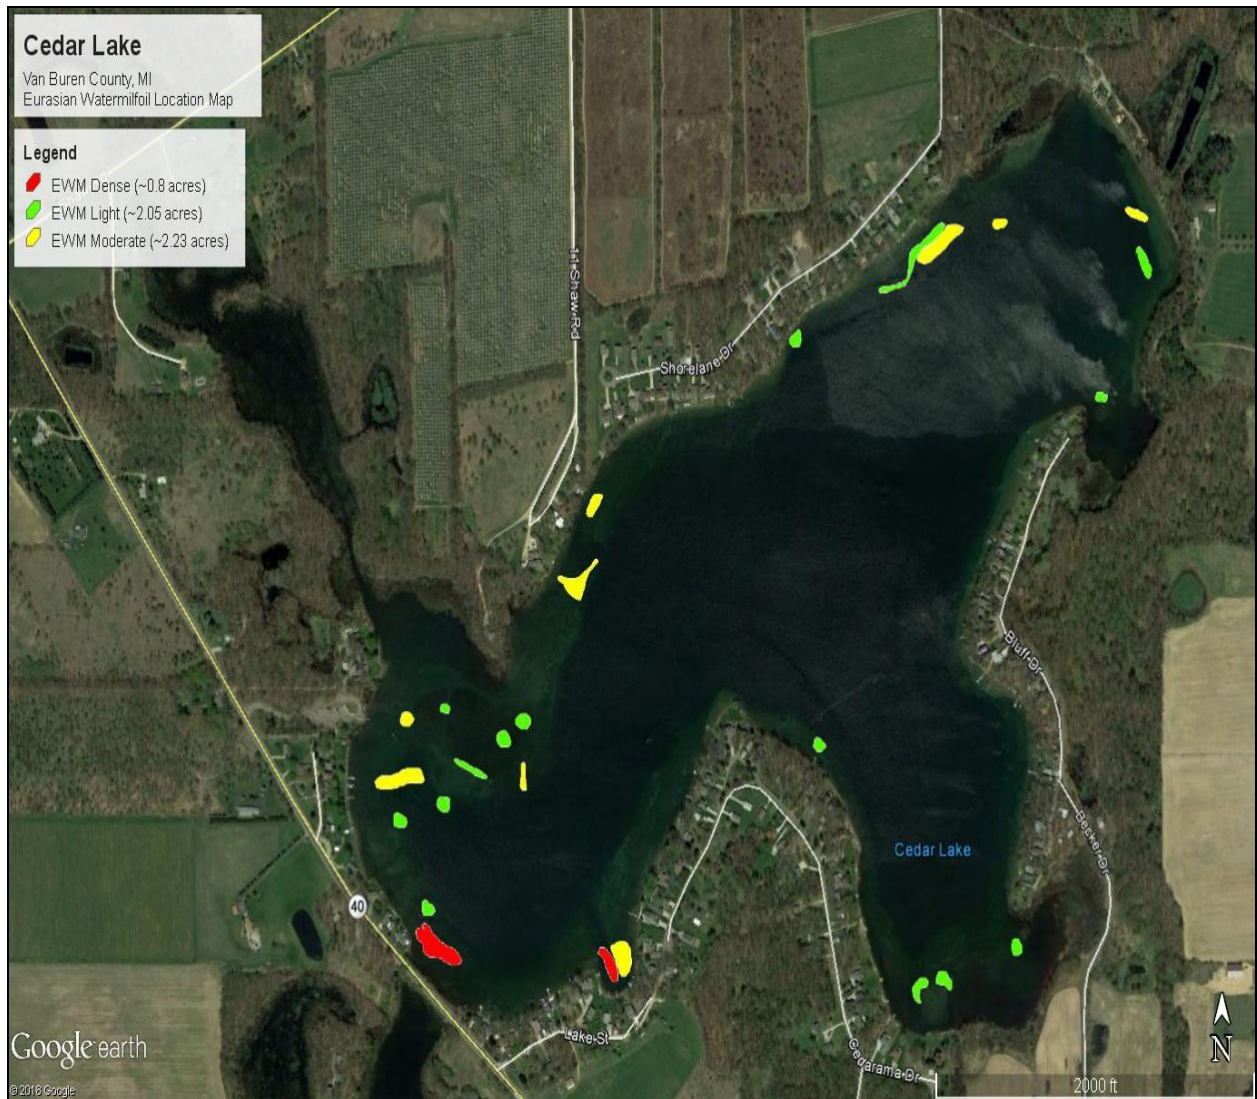 Cedar Lake
Van Buren County, MI
Eurasian Watermilfoil Location Map
Legend
EWM Dense (~0.8 acres)
EWM Light (~2.05 acres)
EWM Moderate (~2.23 acres)
Shorelane Dr
Bluff Dr
Becker Dr
Cedar Lake
40
Lake St
Cedarama Dr
Google earth
© 2018 Google
N
2000 ft